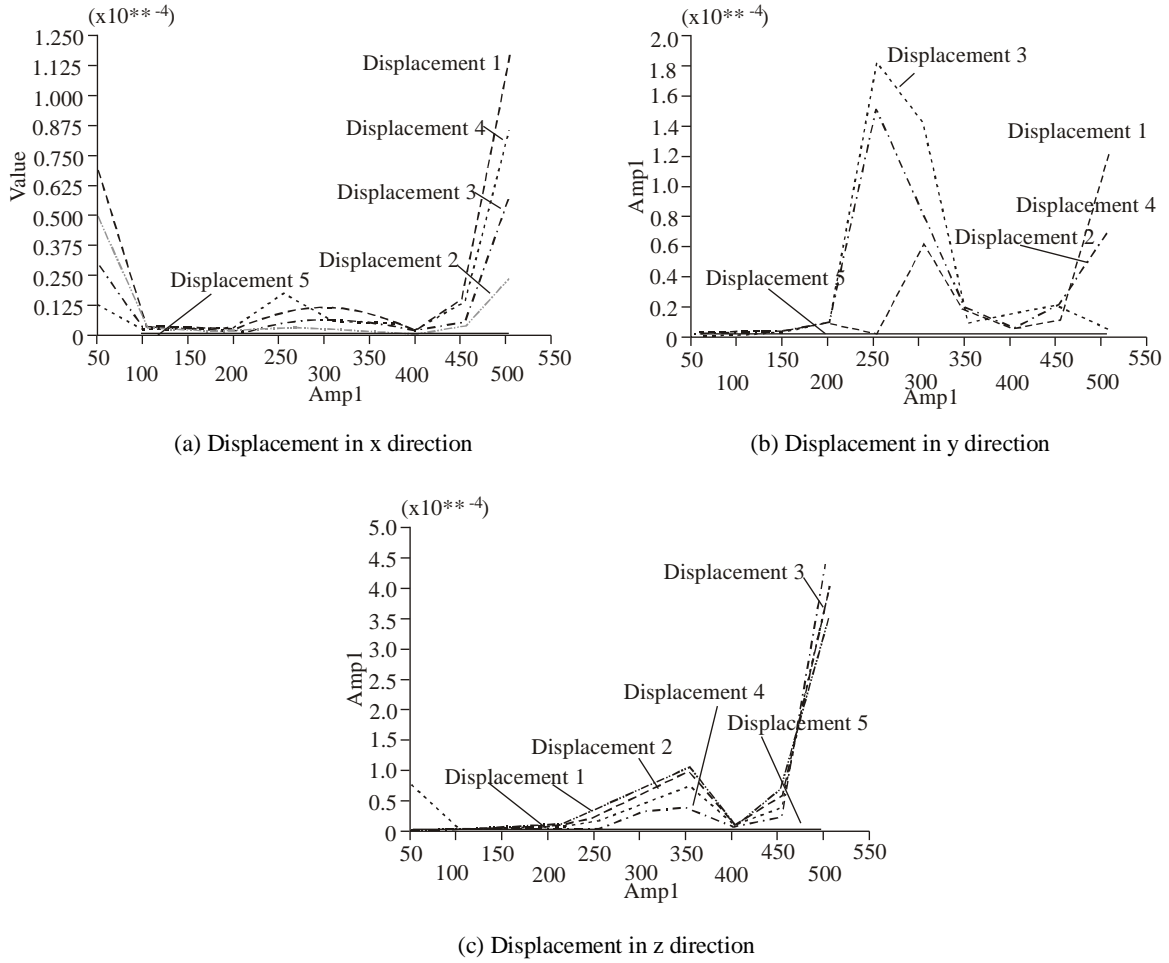 (x10** -4)
1.250
1.125
1.000
0.875
0.750
0.625
0.500
0.375
0.250
0.125
0
Value
Displacement 1
Displacement 4
Displacement 3
Displacement 2
Displacement 5
50 150 250 350 450 550
100 200 300 400 500
Amp1
(a) Displacement in x direction
(x10** -4)
2.0
1.8
1.6
1.4
1.2
1.0
0.8
0.6
0.4
0.2
0
Amp1
Displacement 3
Displacement 1
Displacement 4
Displacement 2
Displacement 5
50 150 250 350 450 550
100 200 300 400 500
Amp1
(b) Displacement in y direction
(x10** -4)
5.0
4.5
4.0
3.5
3.0
2.5
2.0
1.5
1.0
0.5
0
Amp1
Displacement 3
Displacement 4
Displacement 5
Displacement 2
Displacement 1
50 150 250 350 450 550
100 200 300 400 500
Amp1
(c) Displacement in z direction